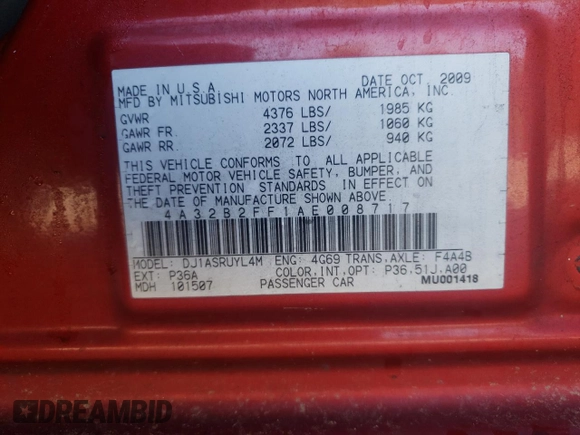 MADE IN U.S.A. DATE OCT, 2009
MFD BY MITSUBISHI MOTORS NORTH AMERICA, INC.
GVWR 4376 LBS/ 1985 KG
GAWR FR. 2337 LBS/ 1060 KG
GAWR RR. 2072 LBS/ 940 KG
THIS VEHICLE CONFORMS TO ALL APPLICABLE
FEDERAL MOTOR VEHICLE SAFETY, BUMPER, AND
THEFT PREVENTION STANDARDS IN EFFECT ON
THE DATE OF MANUFACTURE SHOWN ABOVE.
4A32B2FF1AE008717
MODEL: DJ1ASRUYL4M ENG: 4G69 TRANS.AXLE: F4A4B
EXT: P36A COLOR.INT.OPT: P36.51J.A00
MDH 101507 PASSENGER CAR MU001418
DREAMBID